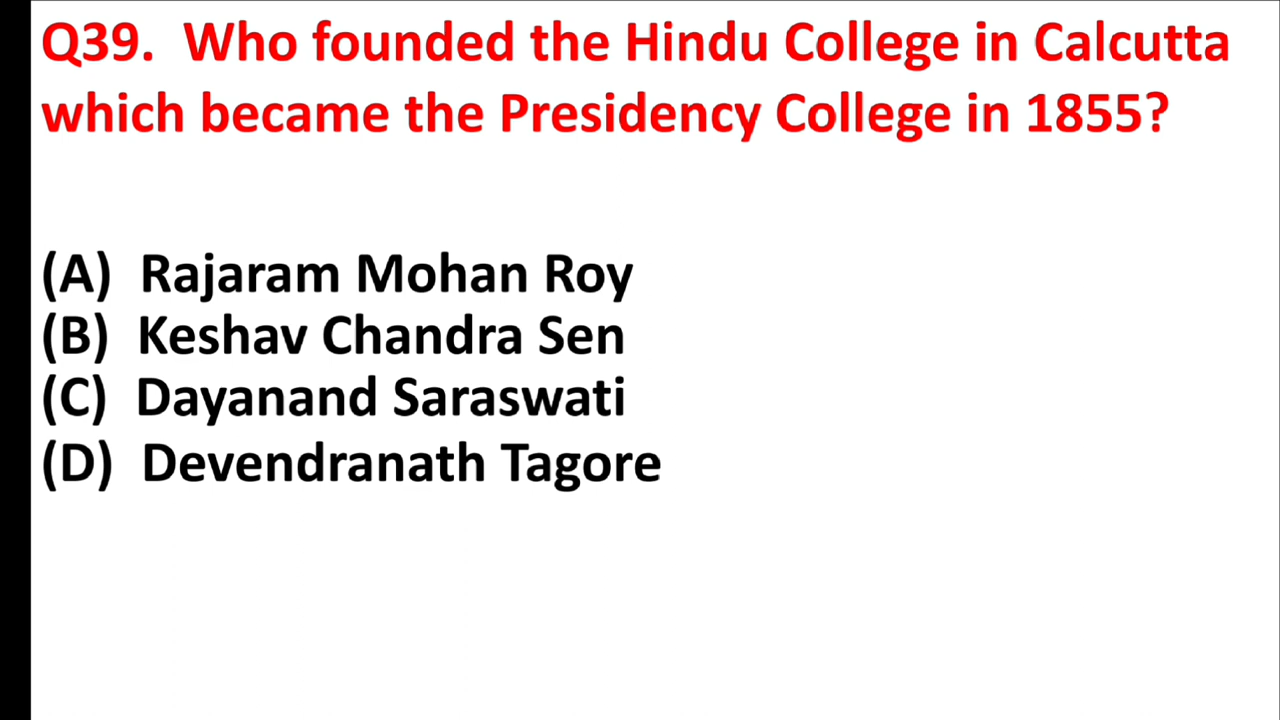 Q39. Who founded the Hindu College in Calcutta
which became the Presidency College in 1855?
(A) Rajaram Mohan Roy
(B) Keshav Chandra Sen
(C) Dayanand Saraswati
(D) Devendranath Tagore